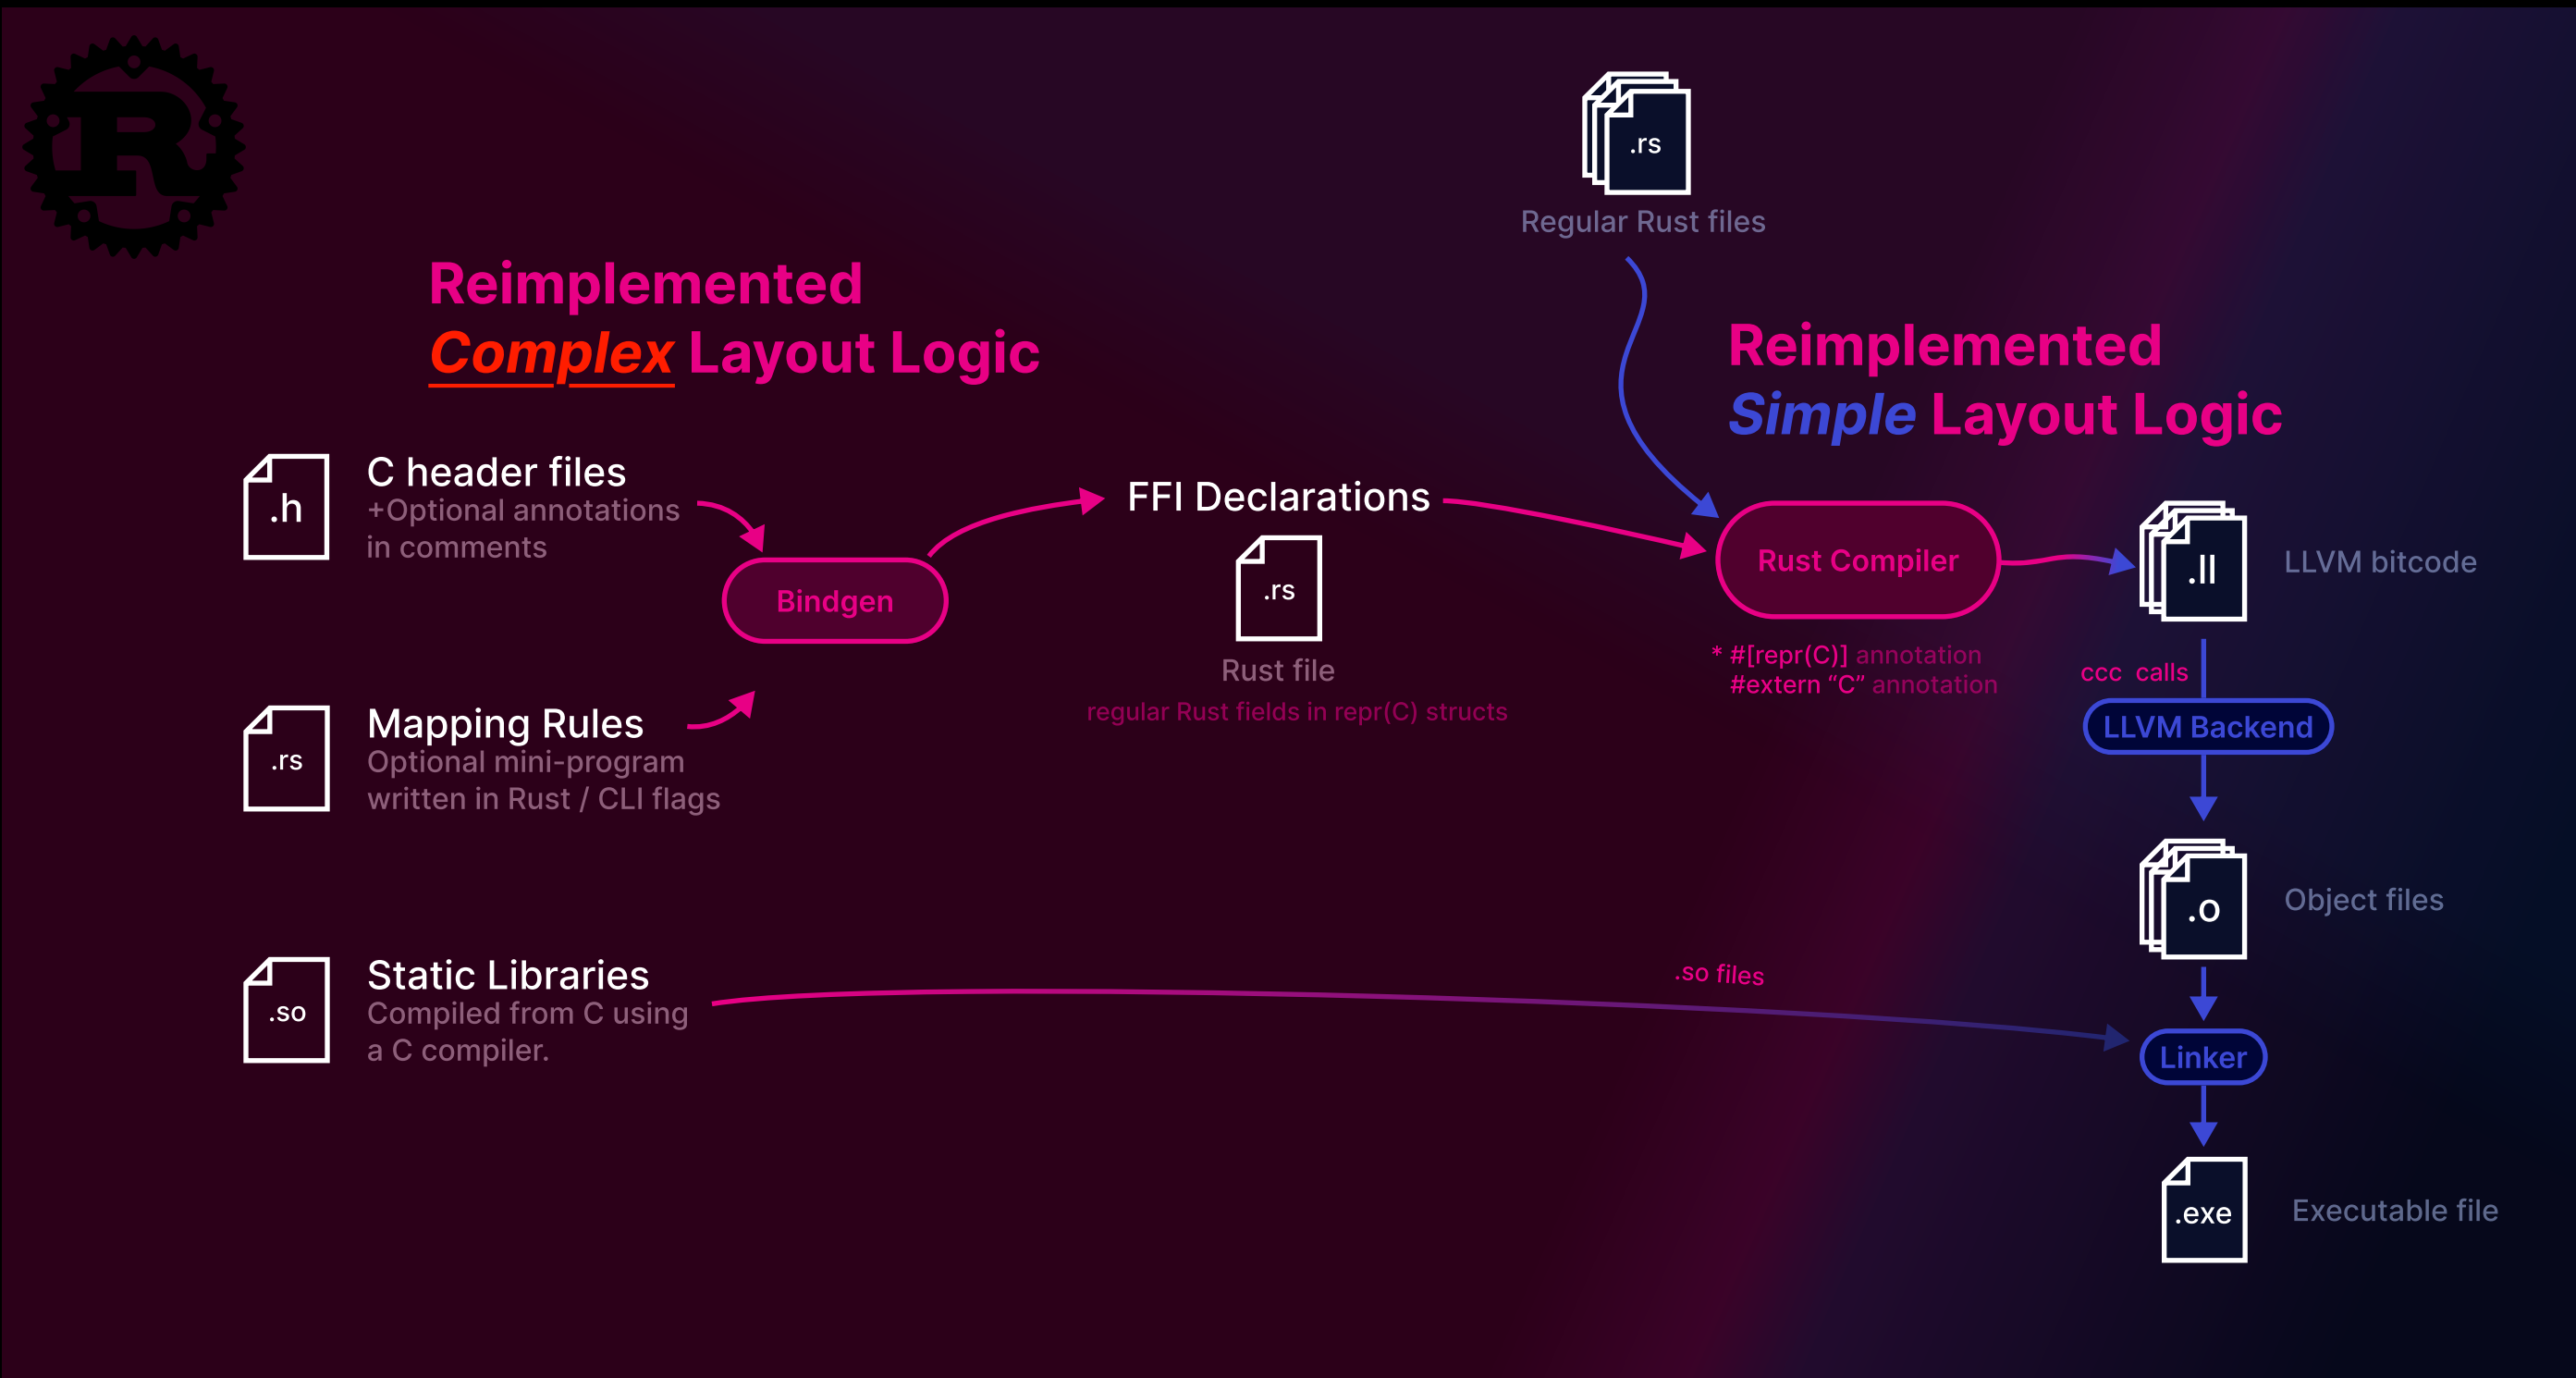 R
.rs
Regular Rust files
Reimplemented
Complex Layout Logic
Reimplemented
Simple Layout Logic
.h
C header files
+Optional annotations
in comments
Bindgen
FFI Declarations
.rs
Rust file
regular Rust fields in repr(C) structs
Rust Compiler
* #[repr(C)] annotation
#extern “C” annotation
.ll
LLVM bitcode
ccc calls
LLVM Backend
.rs
Mapping Rules
Optional mini-program
written in Rust / CLI flags
.o
Object files
.so
Static Libraries
Compiled from C using
a C compiler.
.so files
Linker
.exe
Executable file